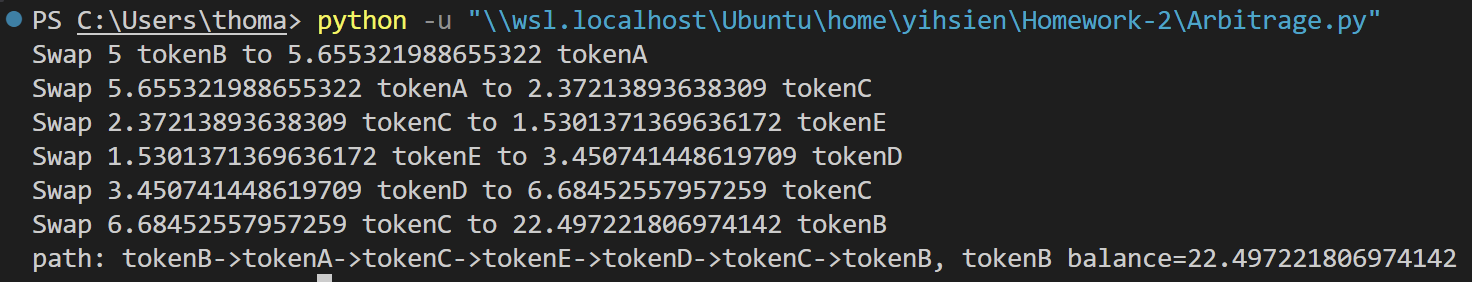 PS C:\Users\thoma> python -u "\\wsl.localhost\Ubuntu\home\yihsien\Homework-2\Arbitrage.py"
Swap 5 tokenB to 5.655321988655322 tokenA
Swap 5.655321988655322 tokenA to 2.37213893638309 tokenC
Swap 2.37213893638309 tokenC to 1.5301371369636172 tokenE
Swap 1.5301371369636172 tokenE to 3.450741448619709 tokenD
Swap 3.450741448619709 tokenD to 6.68452557957259 tokenC
Swap 6.68452557957259 tokenC to 22.497221806974142 tokenB
path: tokenB->tokenA->tokenC->tokenE->tokenD->tokenC->tokenB, tokenB balance=22.497221806974142